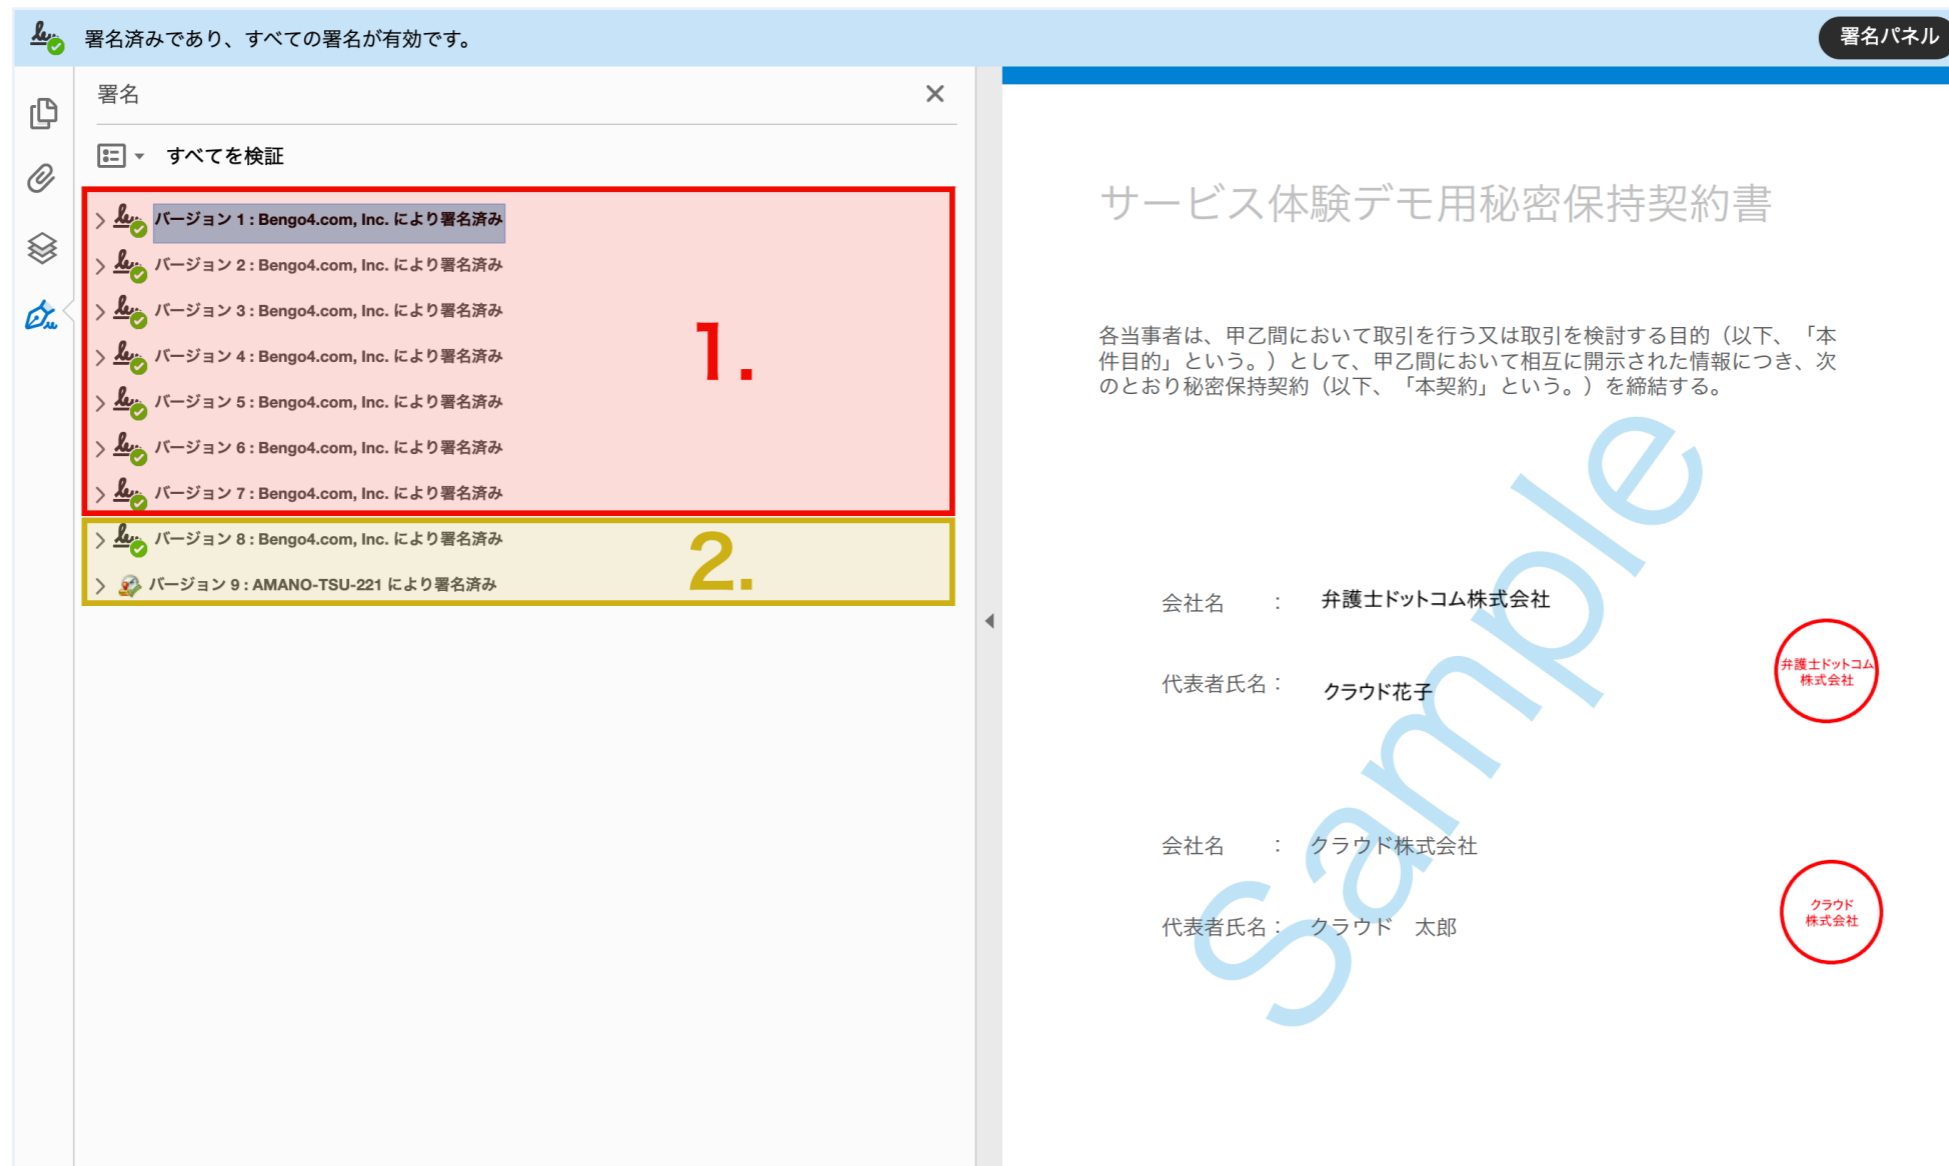 署名済みであり、すべての署名が有効です。
署名パネル
署名
すべてを検証
バージョン 1 : Bengo4.com, Inc. により署名済み
バージョン 2 : Bengo4.com, Inc. により署名済み
バージョン 3 : Bengo4.com, Inc. により署名済み
バージョン 4 : Bengo4.com, Inc. により署名済み
バージョン 5 : Bengo4.com, Inc. により署名済み
バージョン 6 : Bengo4.com, Inc. により署名済み
バージョン 7 : Bengo4.com, Inc. により署名済み
1.
バージョン 8 : Bengo4.com, Inc. により署名済み
バージョン 9 : AMANO-TSU-221 により署名済み
2.
サービス体験デモ用秘密保持契約書
各当事者は、甲乙間において取引を行う又は取引を検討する目的（以下、「本
件目的」という。）として、甲乙間において相互に開示された情報につき、次
のとおり秘密保持契約（以下、「本契約」という。）を締結する。
会社名 ： 弁護士ドットコム株式会社
代表者氏名： クラウド花子
弁護士ドットコム
株式会社
会社名 ： クラウド株式会社
代表者氏名： クラウド　太郎
クラウド
株式会社
Sample